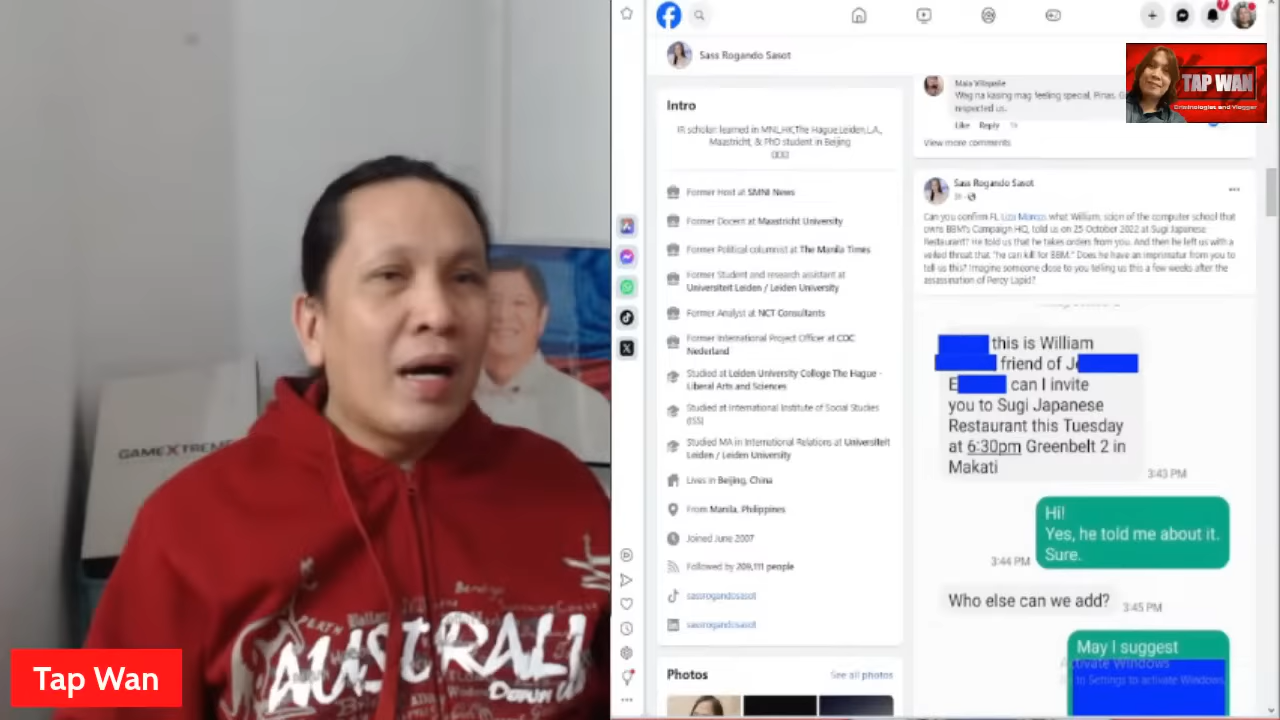 GAMEXTREME
PERTH
AUSTRALI
Down U
Tap Wan
Sass Rogando Sasot
TAP WAN
Criminologist and Vlogger
Intro
IR scholar: learned in MNL,HK,The Hague,Leiden,L.A.,
Maastricht, & PhD student in Beijing
Former Host at SMNI News
Former Docent at Maastricht University
Former Political columnist at The Manila Times
Former Student and research assistant at
Universiteit Leiden / Leiden University
Former Analyst at NCT Consultants
Former International Project Officer at COC
Nederland
Studied at Leiden University College The Hague -
Liberal Arts and Sciences
Studied at International Institute of Social Studies
(ISS)
Studied MA in International Relations at Universiteit
Leiden / Leiden University
Lives in Beijing, China
From Manila, Philippines
Joined June 2007
Followed by 209,111 people
sassrogandosasot
sassrogandosasot
Photos
See all photos
Wag na kasing mag feeling special, Pinas.
respected us.
Like Reply 1h
View more comments
Sass Rogando Sasot
Can you confirm FL Liza Marcos what William, scion of the computer school that
owns BBM's Campaign HQ, told us on 25 October 2022 at Sugi Japanese
Restaurant? He told us that he takes orders from you. And then he left us with a
veiled threat that "he can kill for BBM." Does he have an imprimatur from you to
tell us this? Imagine someone close to you telling us this a few weeks after the
assassination of Percy Lapid?
this is William
friend of J
E can I invite
you to Sugi Japanese
Restaurant this Tuesday
at 6:30pm Greenbelt 2 in
Makati
3:43 PM
Hi!
Yes, he told me about it.
Sure.
3:44 PM
Who else can we add?
3:45 PM
May I suggest
Activate Windows
to Settings to activate Windows.